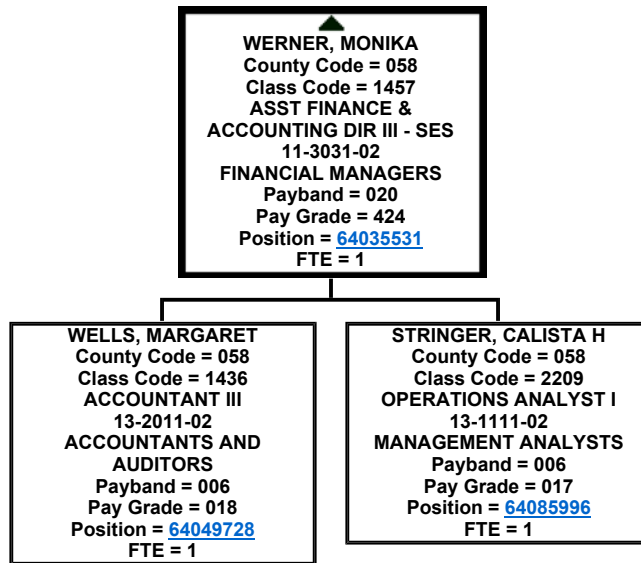 WERNER, MONIKA
County Code = 058
Class Code = 1457
ASST FINANCE &
ACCOUNTING DIR III - SES
11-3031-02
FINANCIAL MANAGERS
Payband = 020
Pay Grade = 424
Position = 64035531
FTE = 1
WELLS, MARGARET
County Code = 058
Class Code = 1436
ACCOUNTANT III
13-2011-02
ACCOUNTANTS AND
AUDITORS
Payband = 006
Pay Grade = 018
Position = 64049728
FTE = 1
STRINGER, CALISTA H
County Code = 058
Class Code = 2209
OPERATIONS ANALYST I
13-1111-02
MANAGEMENT ANALYSTS
Payband = 006
Pay Grade = 017
Position = 64085996
FTE = 1